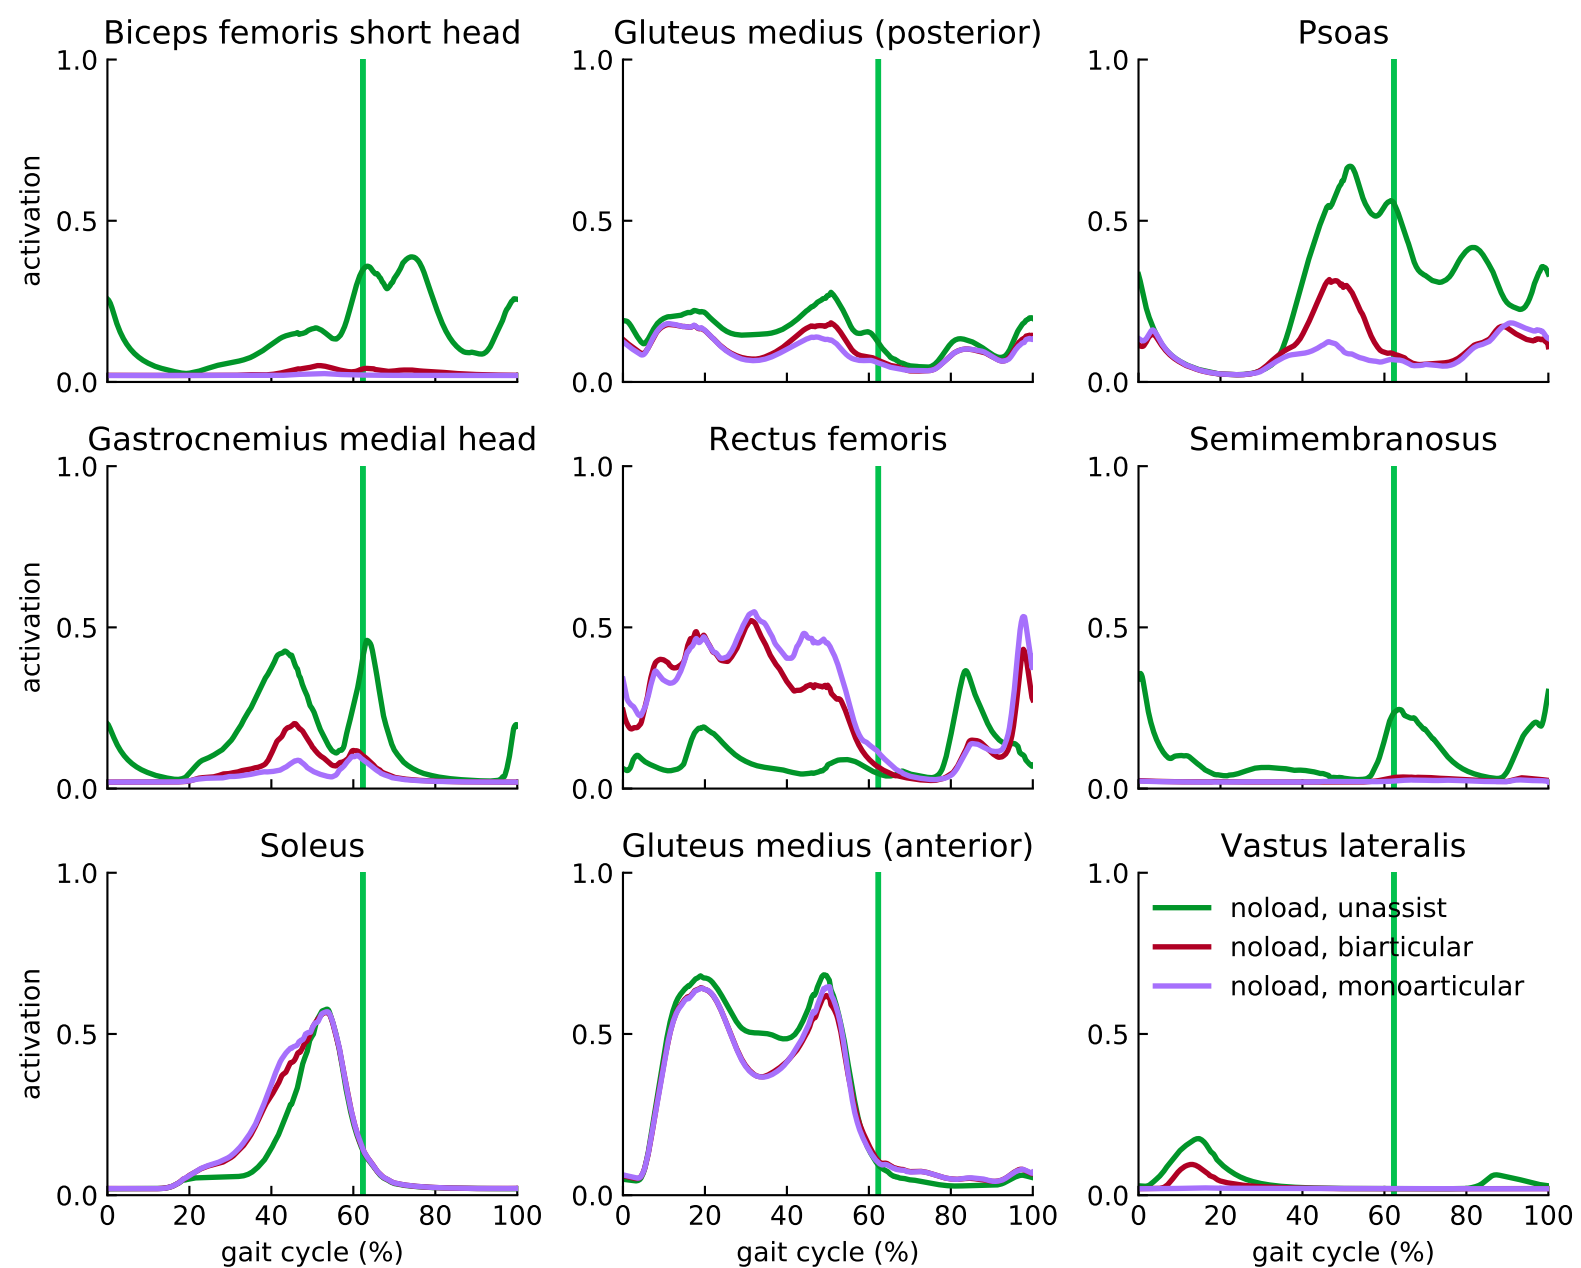 Biceps femoris short head
Gluteus medius (posterior)
Psoas
1.0
0.5
0.0
activation
1.0
0.5
0.0
1.0
0.5
0.0
Gastrocnemius medial head
Rectus femoris
Semimembranosus
1.0
0.5
0.0
activation
1.0
0.5
0.0
1.0
0.5
0.0
Soleus
Gluteus medius (anterior)
Vastus lateralis
1.0
0.5
0.0
activation
0 20 40 60 80 100
gait cycle (%)
1.0
0.5
0.0
0 20 40 60 80 100
gait cycle (%)
1.0
0.5
0.0
noload, unassist
noload, biarticular
noload, monoarticular
0 20 40 60 80 100
gait cycle (%)